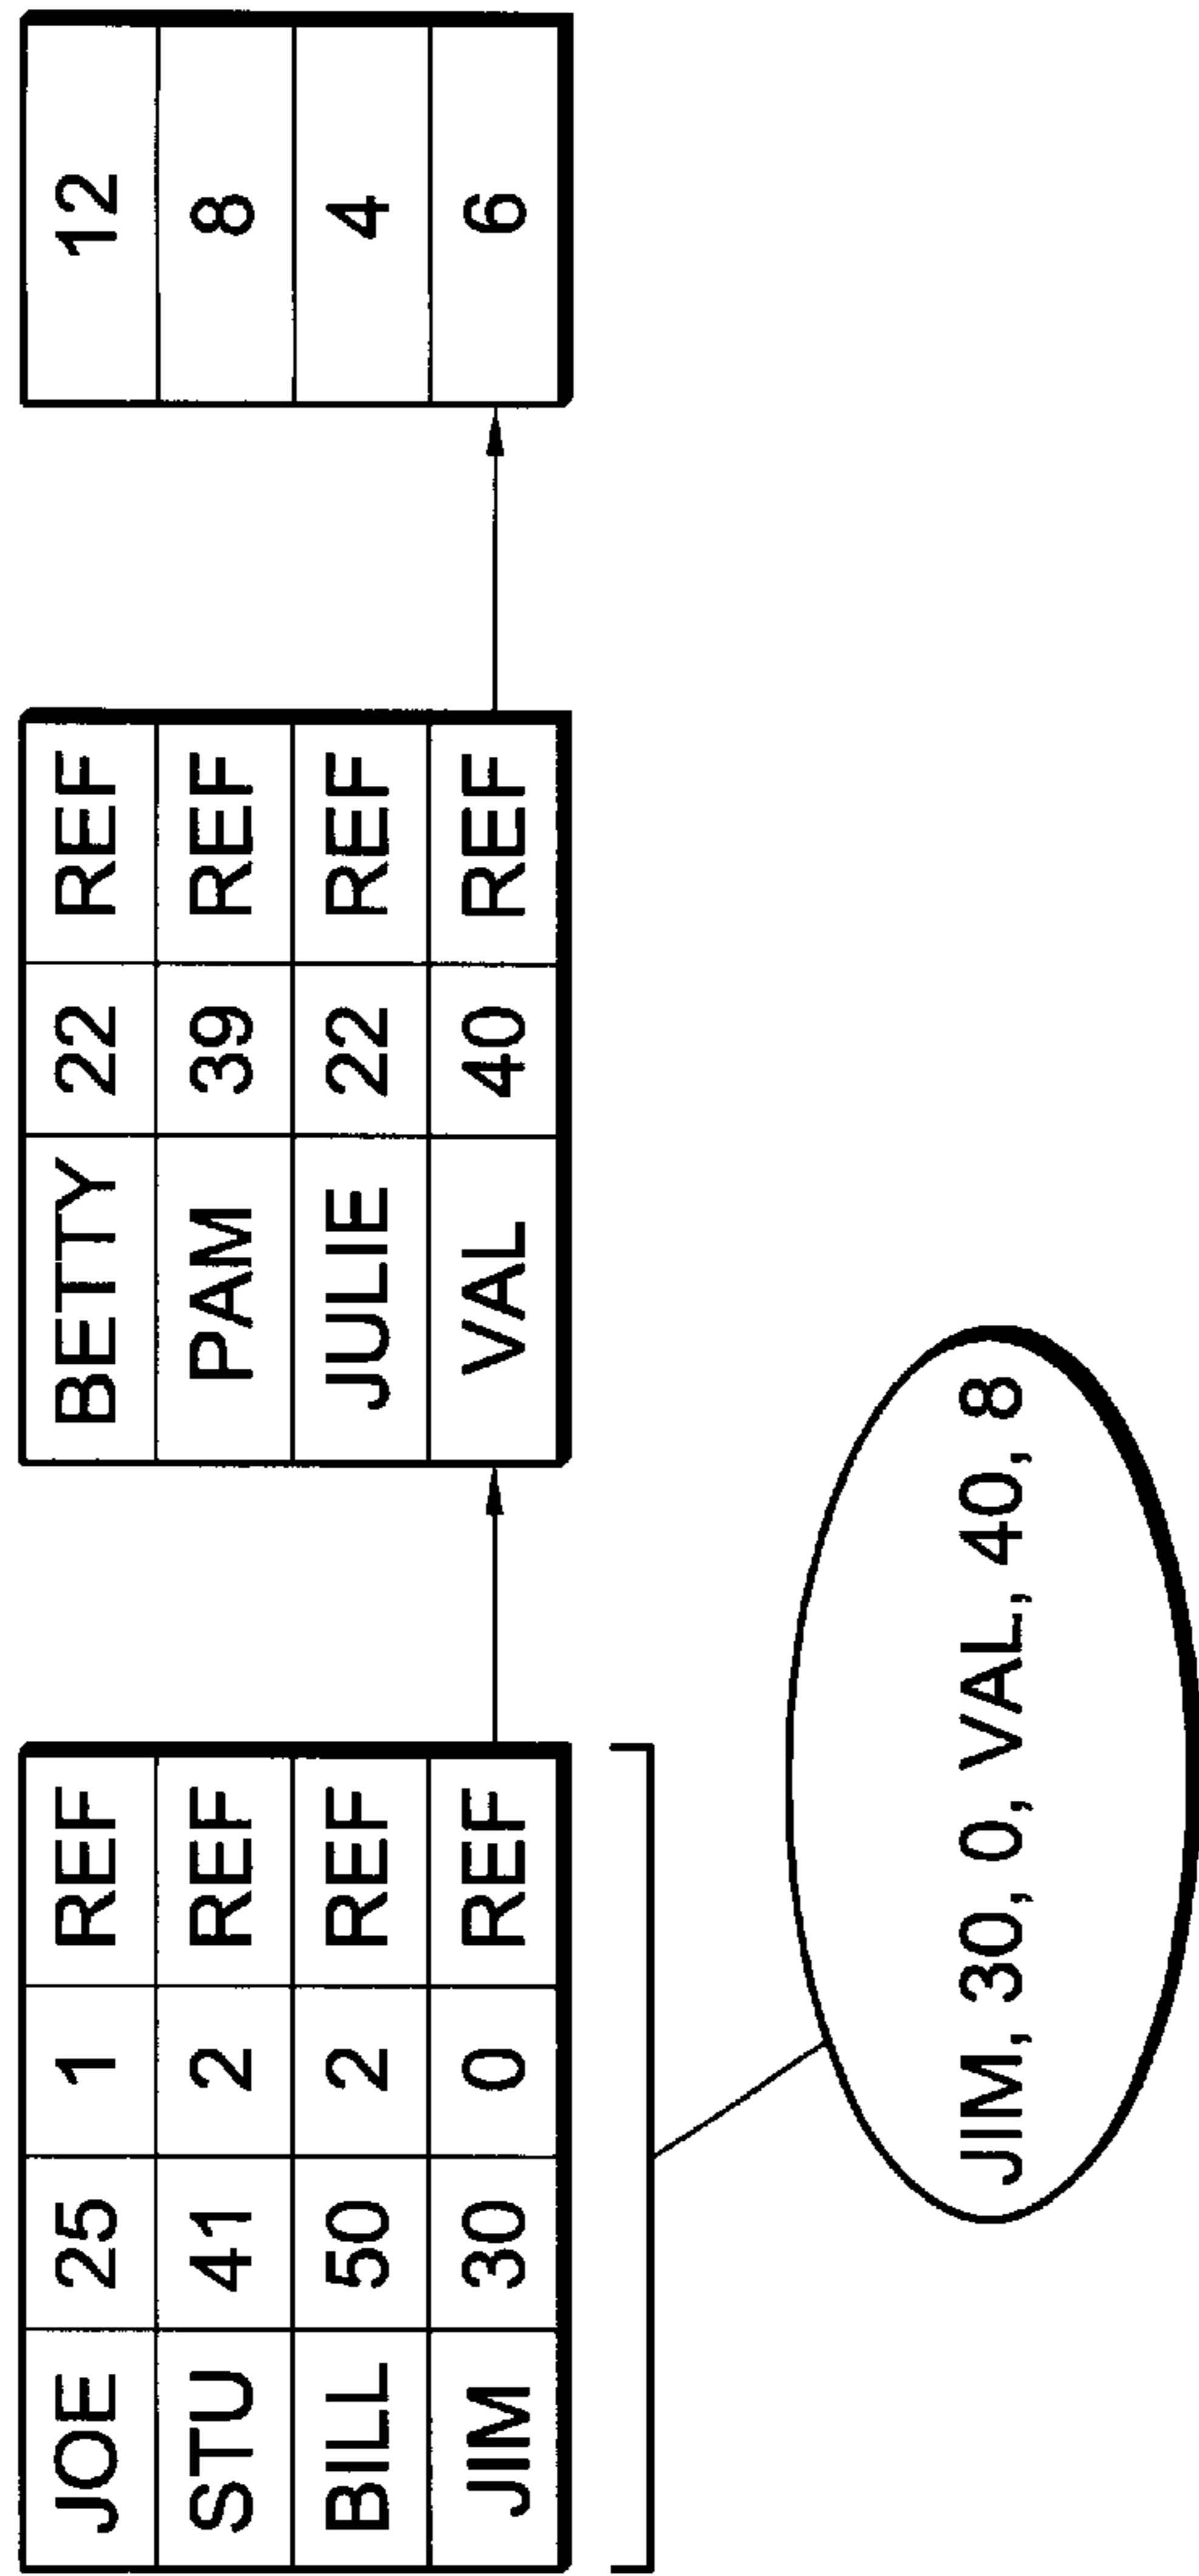 JOE 25 1 REF
STU 41 2 REF
BILL 50 2 REF
JIM 30 0 REF
BETTY 22 REF
PAM 39 REF
JULIE 22 REF
VAL 40 REF
12
8
4
6
JIM, 30, 0, VAL, 40, 8